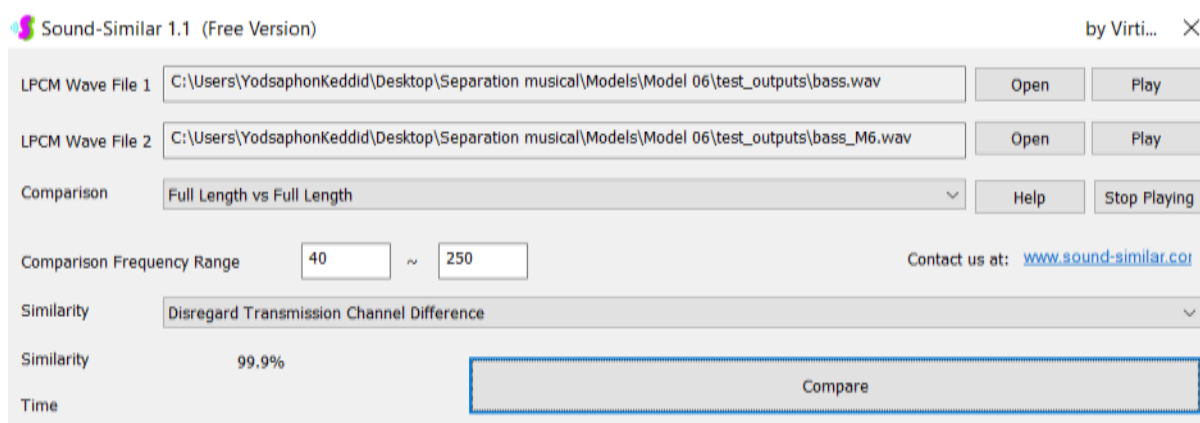 Sound-Similar 1.1 (Free Version) by Virti...
LPCM Wave File 1 C:\Users\YodsaphonKeddid\Desktop\Separation musical\Models\Model 06\test_outputs\bass.wav Open Play
LPCM Wave File 2 C:\Users\YodsaphonKeddid\Desktop\Separation musical\Models\Model 06\test_outputs\bass_M6.wav Open Play
Comparison Full Length vs Full Length Help Stop Playing
Comparison Frequency Range 40 ~ 250 Contact us at: www.sound-similar.cor
Similarity Disregard Transmission Channel Difference
Similarity 99.9% Compare
Time